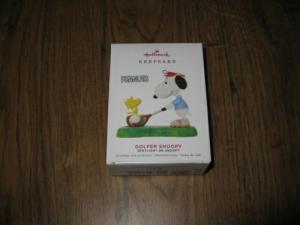 Hallmark
KEEPSAKE
PEANUTS
GOLFER SNOOPY
SPOTLIGHT ON SNOOPY